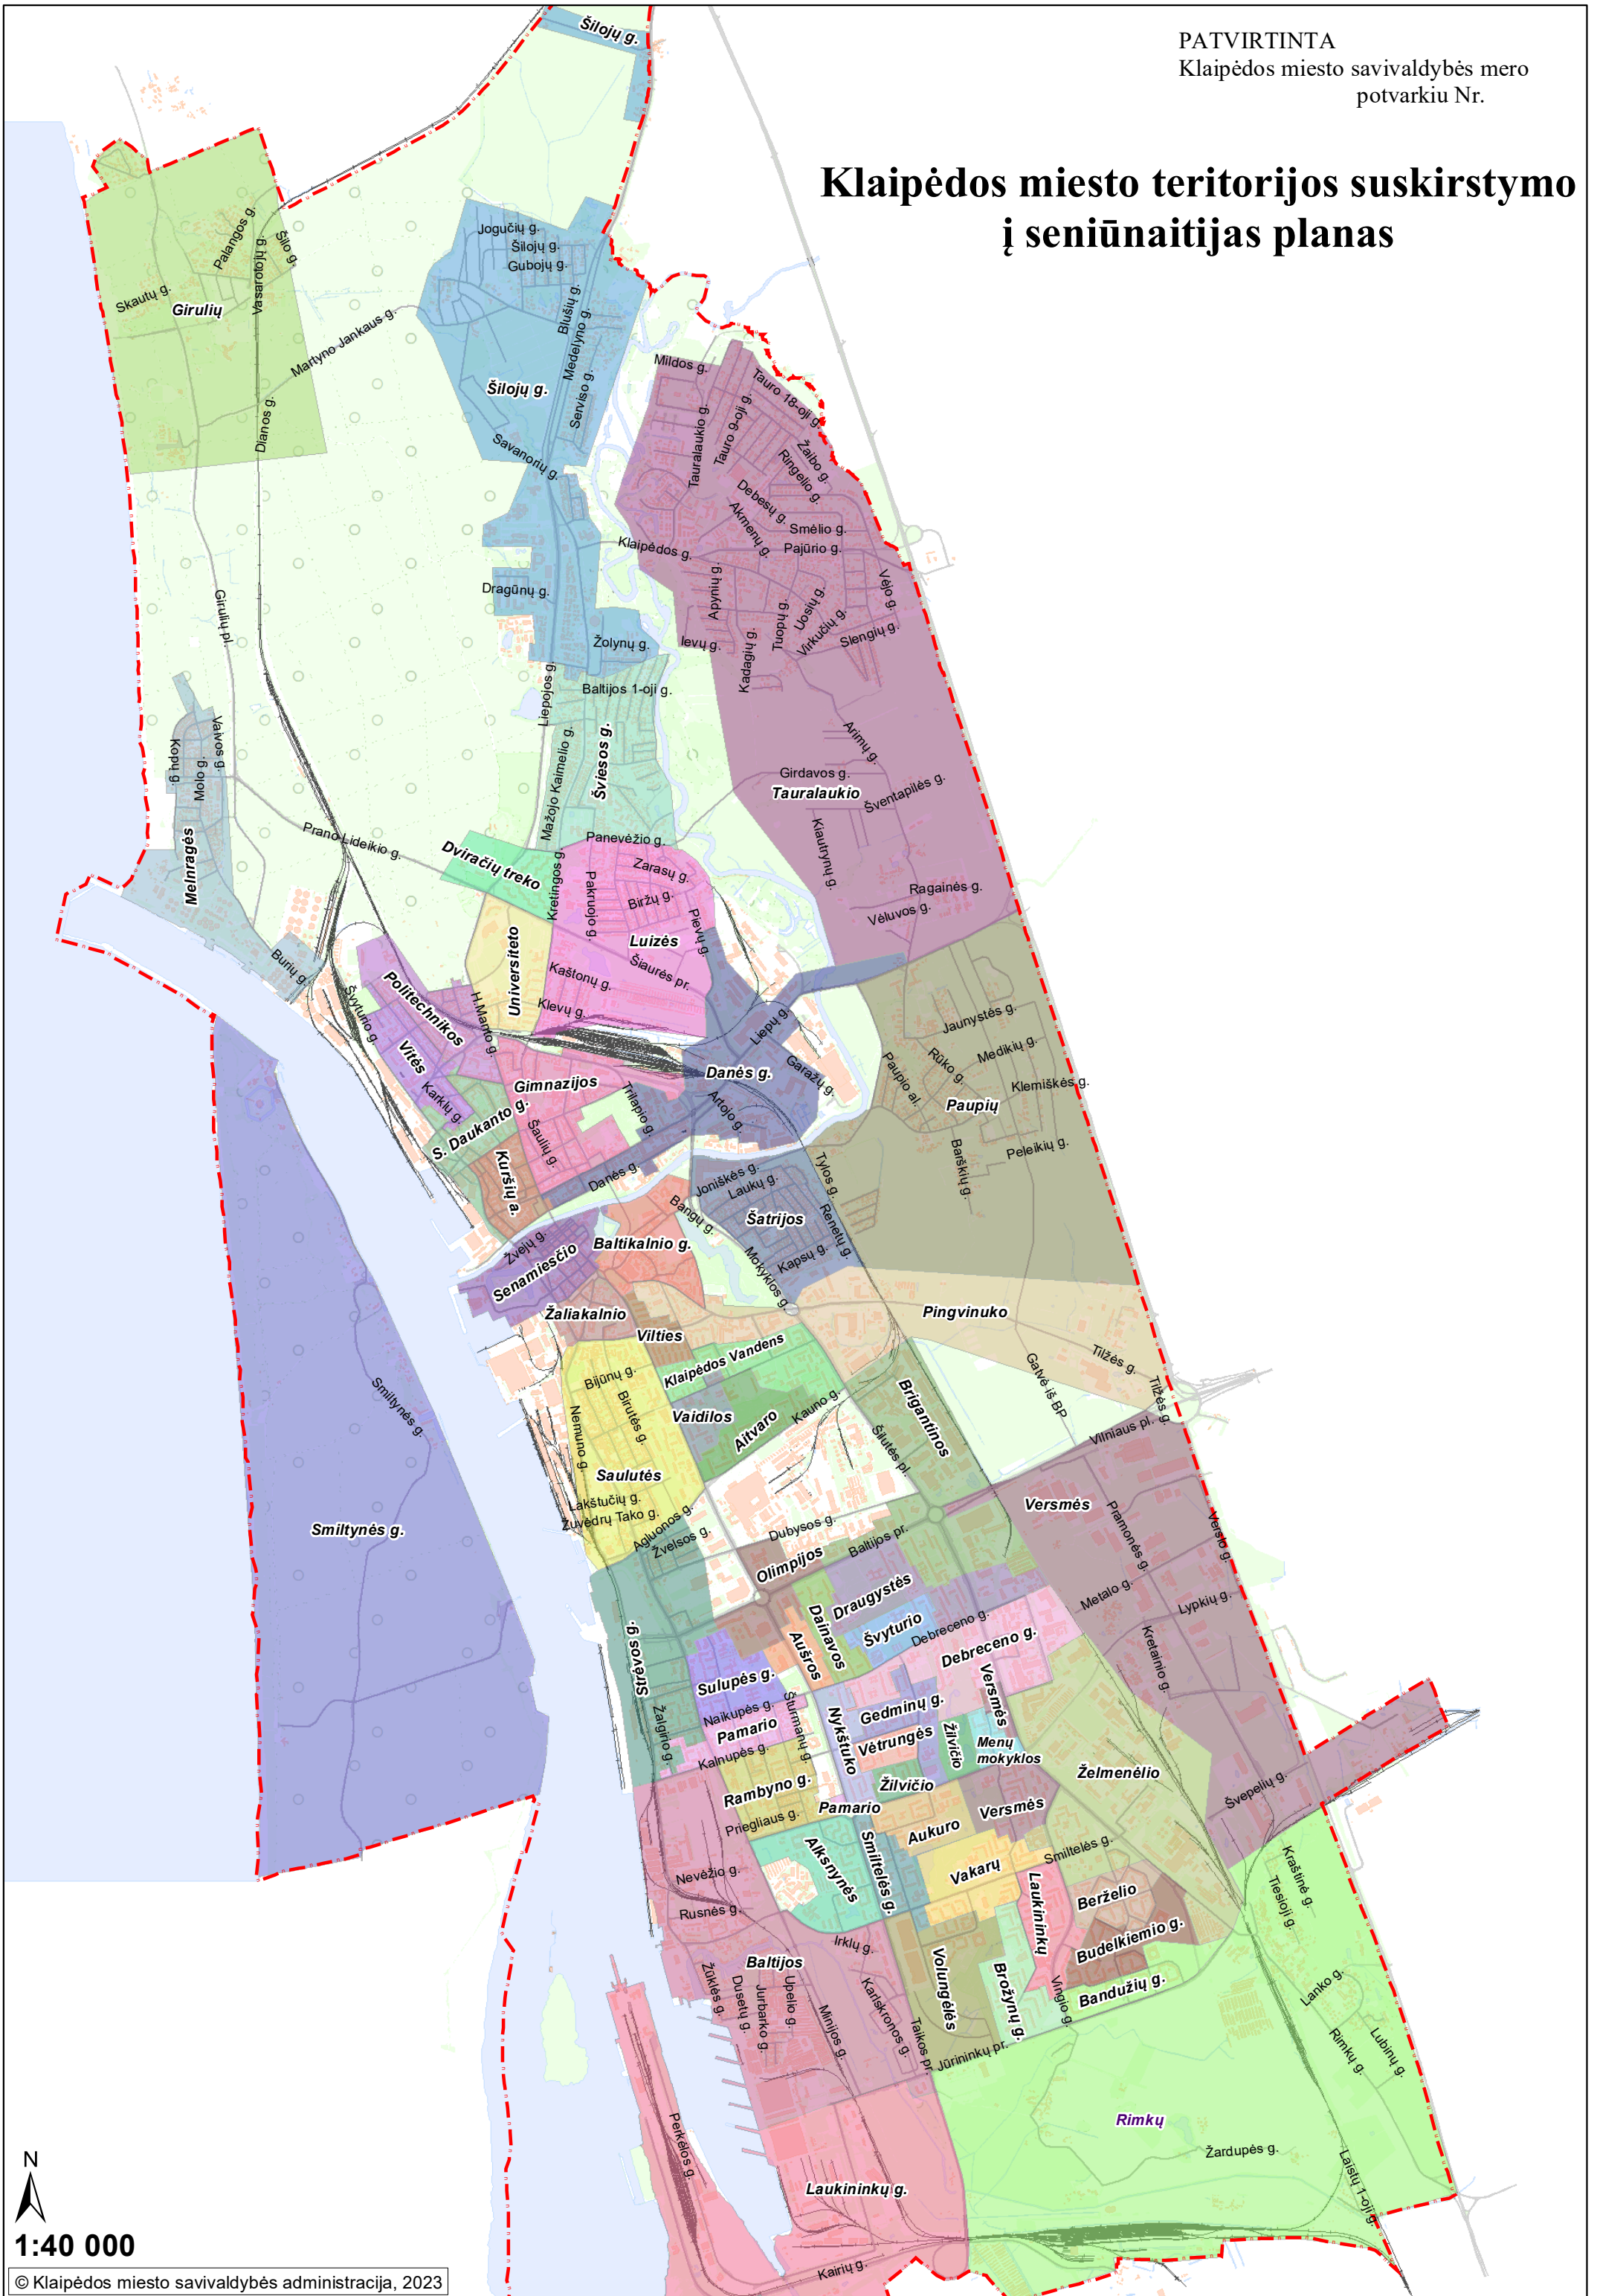 Šilojų g.
PATVIRTINTA
Klaipėdos miesto savivaldybės mero
potvarkiu Nr.
Klaipėdos miesto teritorijos suskirstymo
į seniūnaitijas planas
Palangos g.
Vasarotojų g.
Šilo g.
Skautų g.
Girulių
Martyno Jankaus g.
Dianos g.
Jogučių g.
Šilojų g.
Gubojų g.
Blušių g.
Medelyno g.
Serviso g.
Šilojų g.
Savanorių g.
Mildos g.
Tauro 18-oji g.
Tauralaukio g.
Tauro 9-oji g.
Žaibo g.
Ringelio g.
Debesų g.
Akmenų g.
Smėlio g.
Pajūrio g.
Klaipėdos g.
Apynių g.
Vėjo g.
Uosių g.
Tuopų g.
Virkučių g.
Slengių g.
Ievų g.
Kadagių g.
Dragūnų g.
Žolynų g.
Girulių pl.
Liepojos g.
Baltijos 1-oji g.
Mažojo Kaimelio g.
Šviesos g.
Arimų g.
Girdavos g.
Tauralaukio
Šventapilės g.
Kiautrynų g.
Ragainės g.
Vėluvos g.
Kopų g.
Molo g.
Vaivos g.
Melnragės
Prano Lideikio g.
Dviračių treko
Panevėžio g.
Kretingos g.
Pakruojo g.
Zarasų g.
Biržų g.
Pievų g.
Luizės
Universiteto
Kaštonų g.
Šiaurės pr.
Klevų g.
Burių g.
Švyturio g.
Politechnikos
H.Manto g.
Vitės
Karklų g.
Gimnazijos
S. Daukanto g.
Šaulių g.
Trilapio g.
Liepų g.
Danės g.
Garažų g.
Artojo g.
Kuršių a.
Danės g.
Jaunystės g.
Medikių g.
Rūko g.
Paupio al.
Klemiškės g.
Paupių
Peleikių g.
Barškių g.
Joniškės g.
Laukų g.
Tylos g.
Šatrijos
Renetų g.
Kapsų g.
Bangų g.
Mokyklos g.
Žvejų g.
Senamiesčio
Baltikalnio g.
Žaliakalnio
Vilties
Pingvinuko
Klaipėdos Vandens
Tilžės g.
Tilžės g.
Gatvė iš BP
Bijūnų g.
Birutės g.
Nemuno g.
Vaidilos
Aitvaro
Kauno g.
Brigantinos
Šilutės pl.
Vilniaus pl.
Saulutės
Lakštučių g.
Žuvėdrų Tako g.
Agluonos g.
Žvelsos g.
Smiltynės g.
Smiltynės g.
Dubysos g.
Baltijos pr.
Olimpijos
Versmės
Pramonės g.
Verslo g.
Metalo g.
Lypkių g.
Kretainio g.
Draugystės
Dainavos
Švyturio
Aušros
Debreceno g.
Debreceno g.
Strėvos g.
Sulupės g.
Naikupės g.
Pamario
Kalnupės g.
Šturmanų g.
Žalgirio g.
Nykštuko
Gedminų g.
Versmės
Vėtrungės
Žilvičio
Menų
mokyklos
Žilvičio
Želmenėlio
Rambyno g.
Priegliaus g.
Pamario
Versmės
Aukuro
Švepelių g.
Alksnynės
Smiltelės g.
Smiltelės g.
Vakarų
Nevėžio g.
Rusnės g.
Laukininkų
Berželio
Budelkiemio g.
Bandužių g.
Kraštinė g.
Tiesioji g.
Irklų g.
Baltijos
Volungėlės
Brožynų g.
Vingio g.
Žūklės g.
Dusetų g.
Jurbarko g.
Upelio g.
Minijos g.
Karlskronos g.
Taikos pr.
Jūrininkų pr.
Lanko g.
Rimkų g.
Lubinų g.
Rimkų
Žardupės g.
Laistų 1-oji g.
Perkėlos g.
Laukininkų g.
Kairių g.
N
1:40 000
© Klaipėdos miesto savivaldybės administracija, 2023